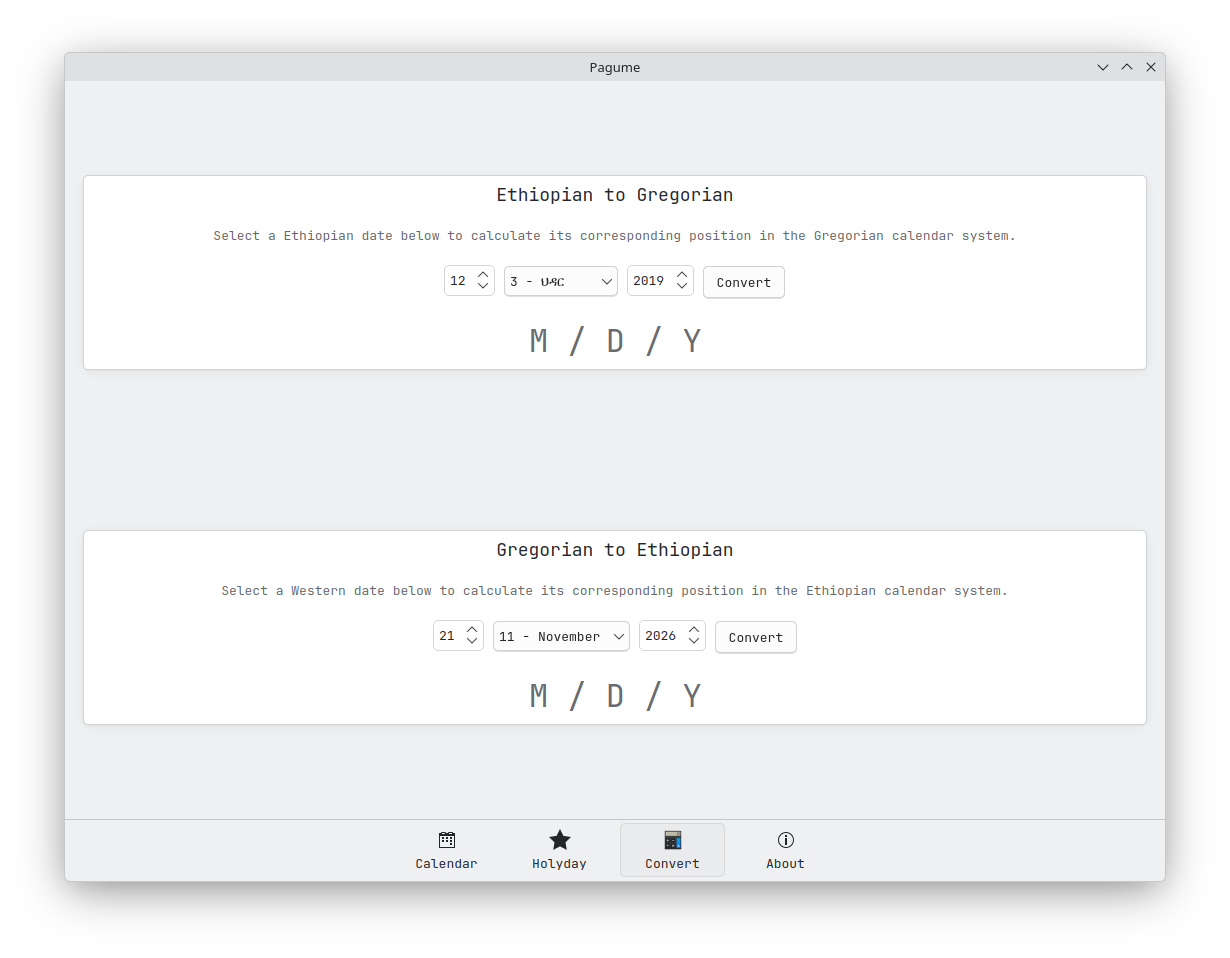 Pagume
Ethiopian to Gregorian
Select a Ethiopian date below to calculate its corresponding position in the Gregorian calendar system.
12 3 - ህዳር 2019 Convert
M / D / Y
Gregorian to Ethiopian
Select a Western date below to calculate its corresponding position in the Ethiopian calendar system.
21 11 - November 2026 Convert
M / D / Y
Calendar Holyday Convert About